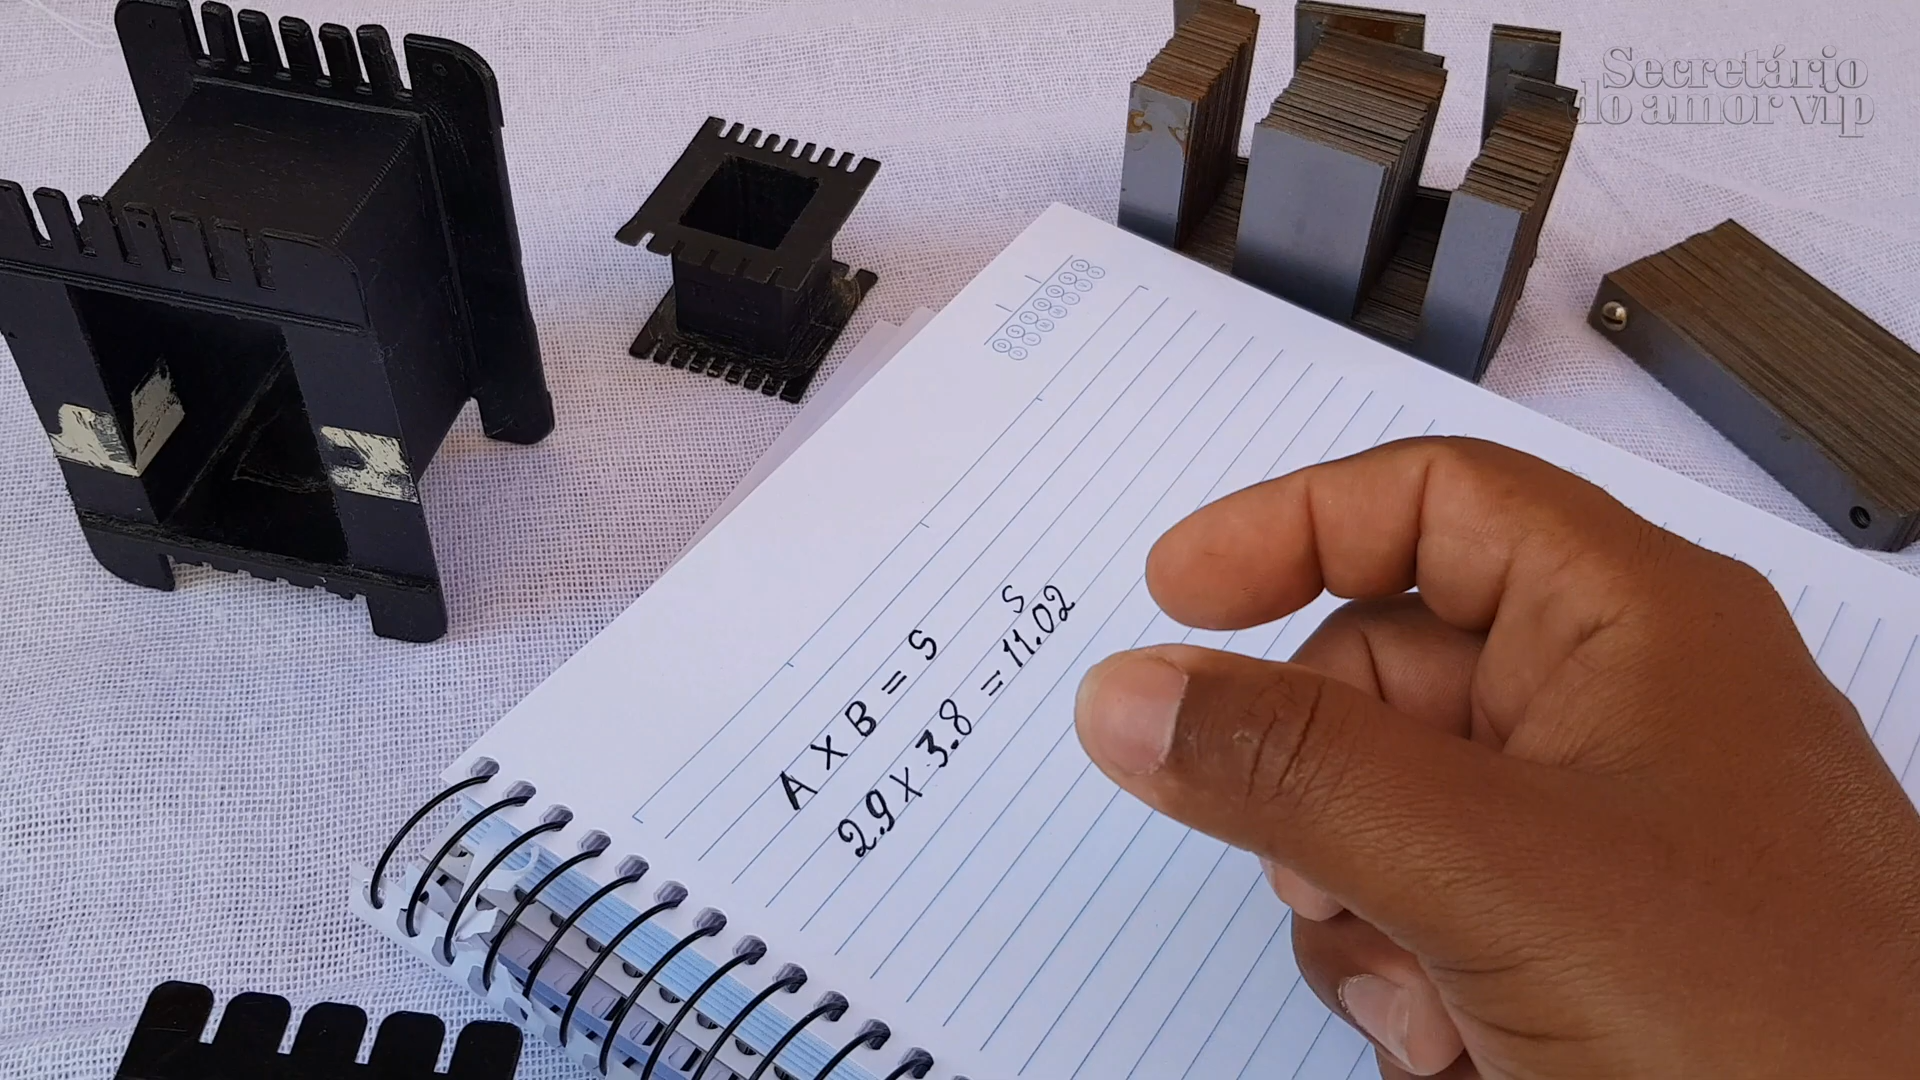 Secretário
do amor vip
A x B = S
S
2.9 x 3.8 = 11.02